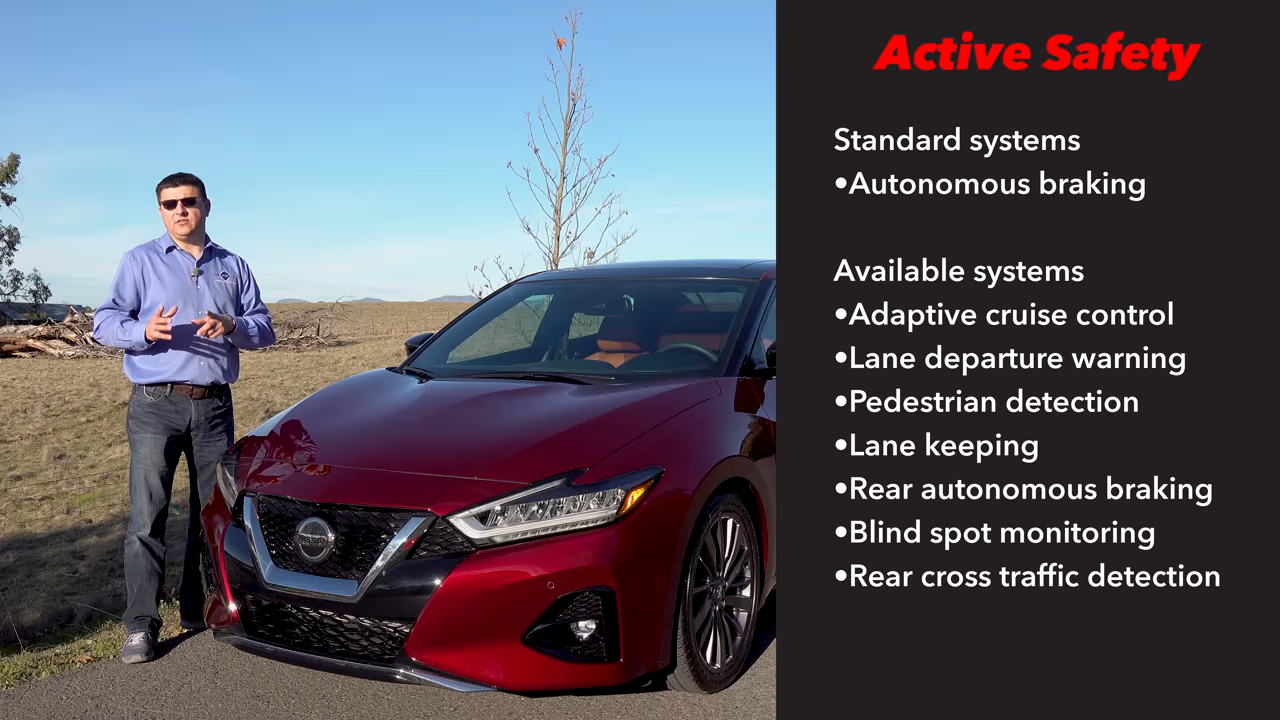 Active Safety
Standard systems
•Autonomous braking
Available systems
•Adaptive cruise control
•Lane departure warning
•Pedestrian detection
•Lane keeping
•Rear autonomous braking
•Blind spot monitoring
•Rear cross traffic detection
NISSAN